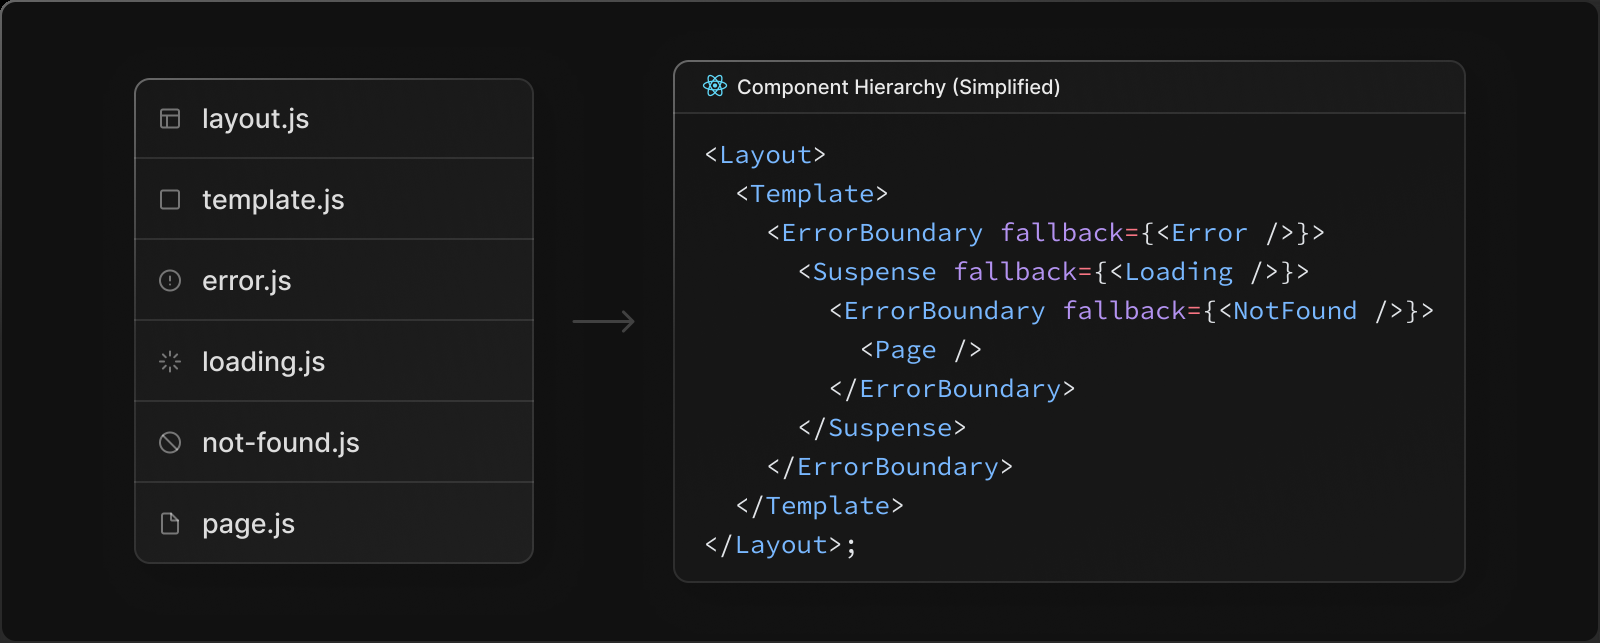 layout.js
template.js
error.js
loading.js
not-found.js
page.js
Component Hierarchy (Simplified)
<Layout>
  <Template>
    <ErrorBoundary fallback={<Error />}>
      <Suspense fallback={<Loading />}>
        <ErrorBoundary fallback={<NotFound />}>
          <Page />
        </ErrorBoundary>
      </Suspense>
    </ErrorBoundary>
  </Template>
</Layout>;